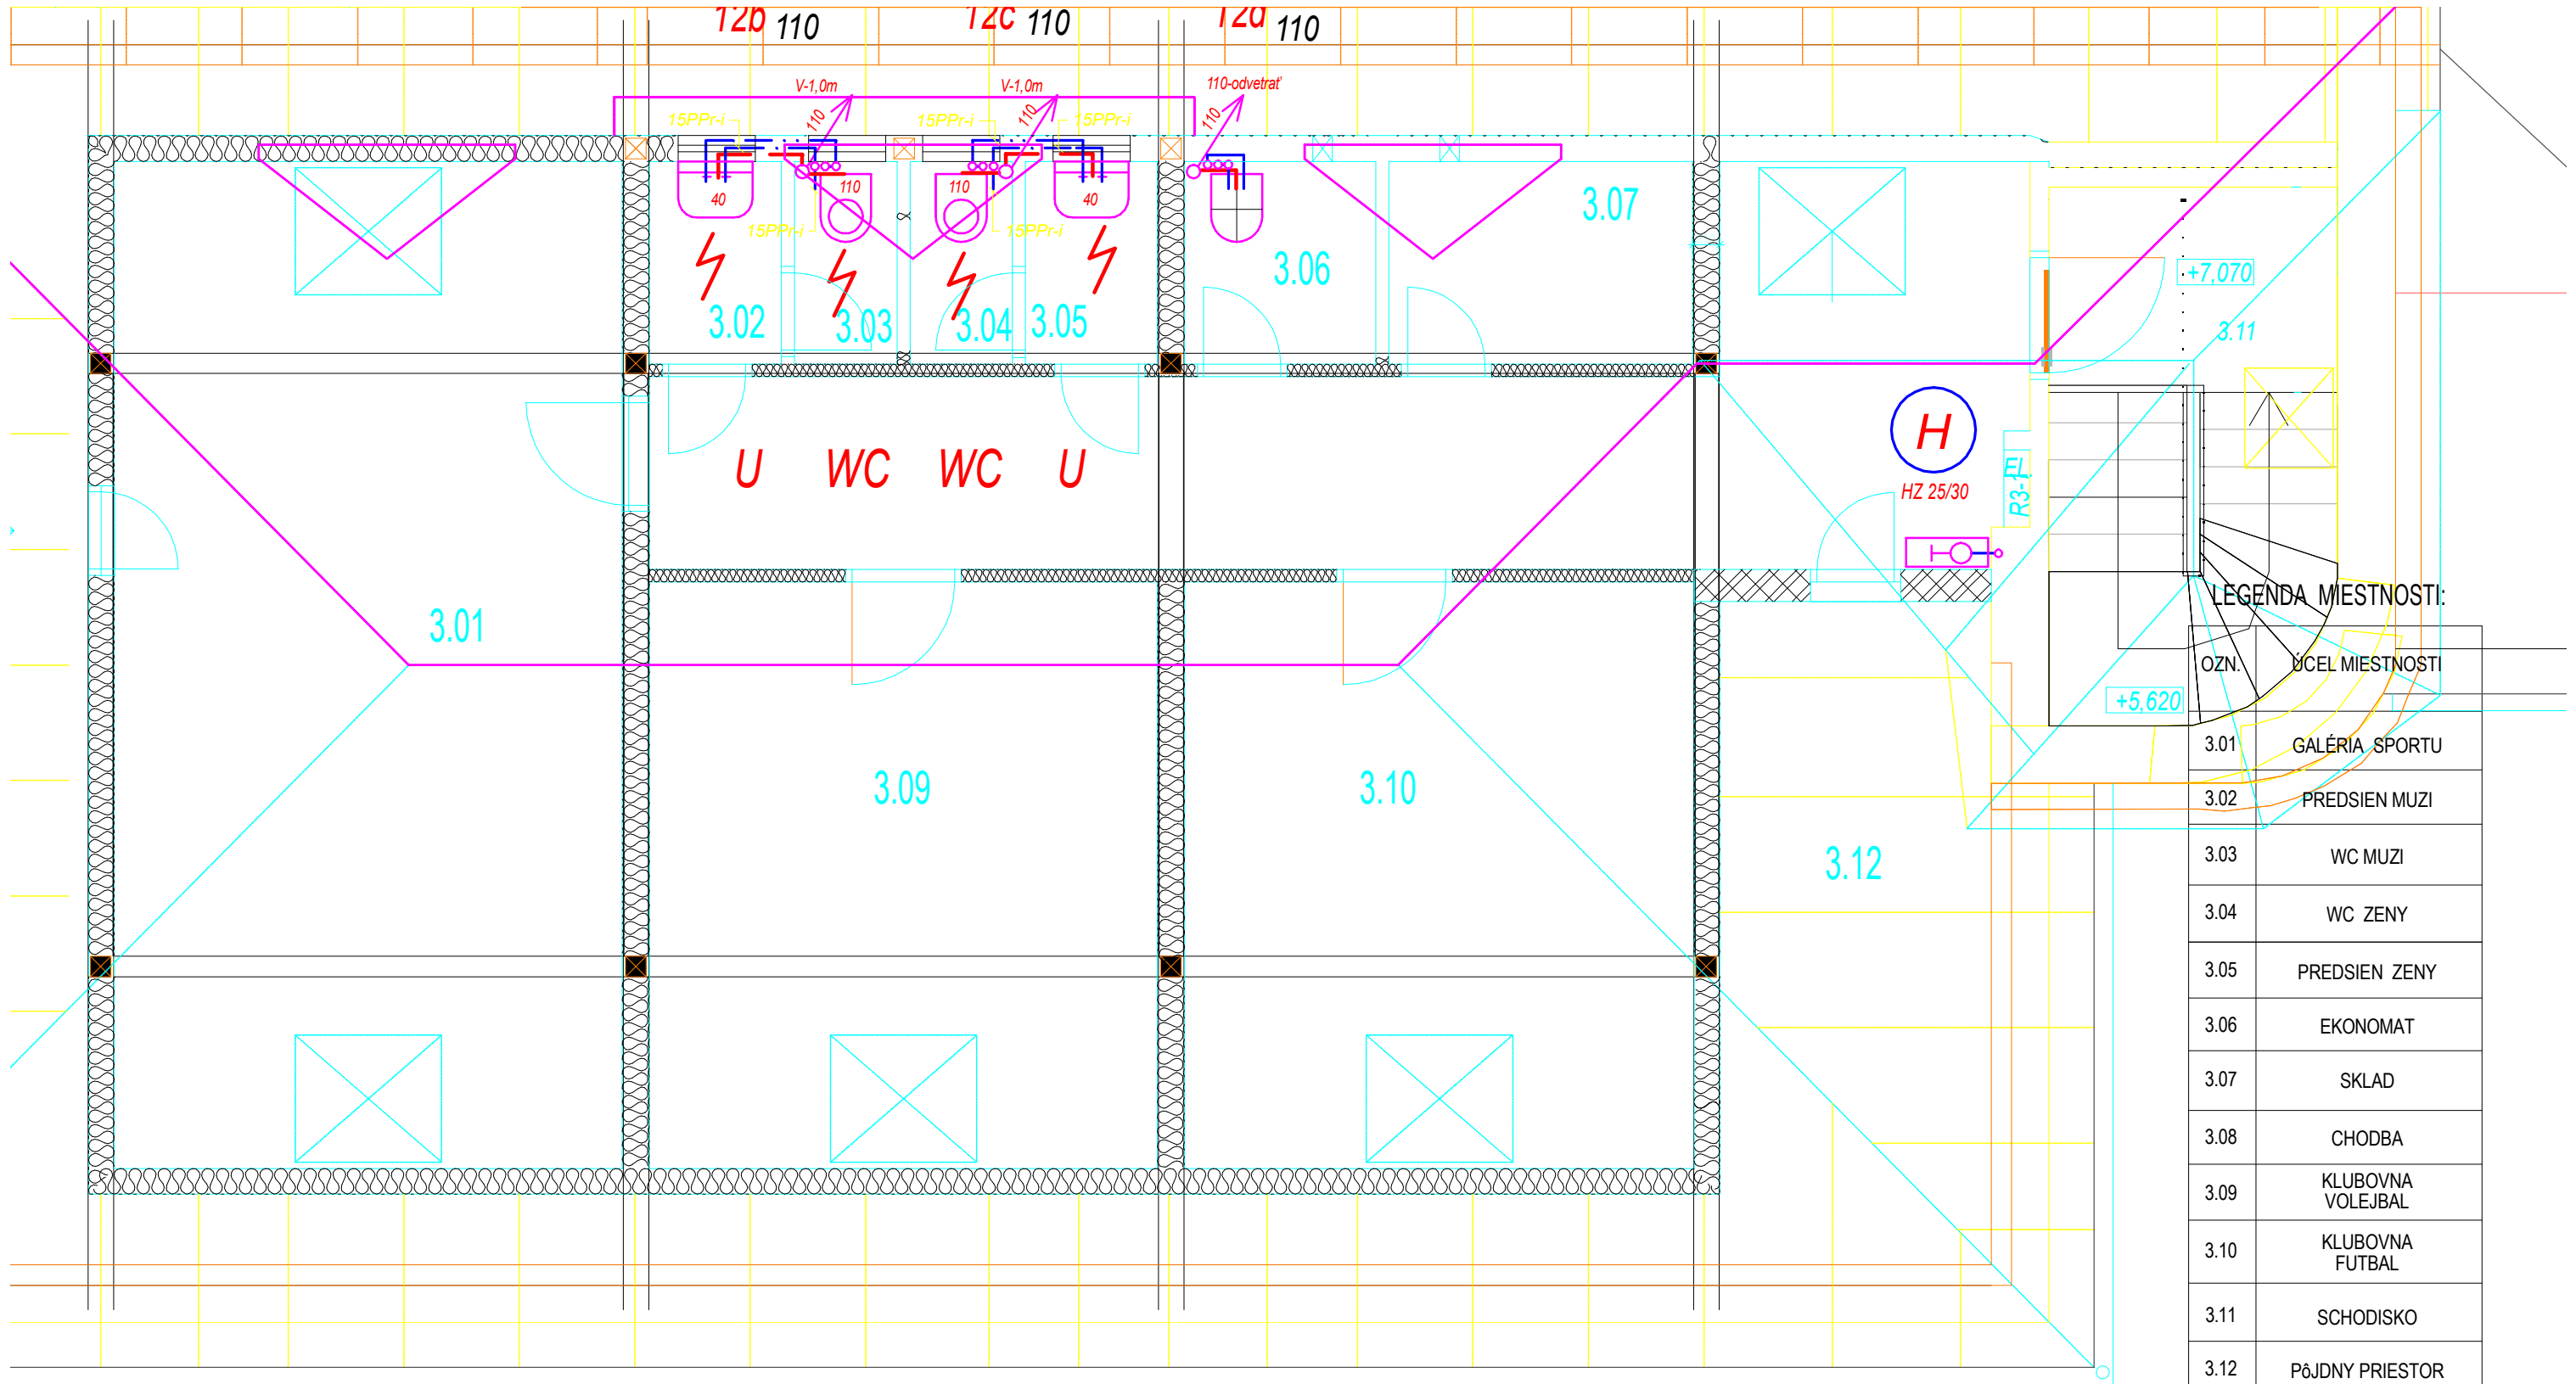 12b 110
12c 110
12d 110
V-1,0m
V-1,0m
110-odvetrať
110
110
110
15PPr-i
15PPr-i
15PPr-i
40
110
110
40
15PPr-i
15PPr-i
3.07
3.06
+7,070
3.11
3.02
3.03
3.04
3.05
U WC WC U
H
HZ 25/30
EL.
R3-1
3.01
LEGENDA MIESTNOSTI:
OZN. ÚCEL MIESTNOSTI
+5,620
3.01 GALÉRIA SPORTU
3.09
3.10
3.02 PREDSIEN MUZI
3.12
3.03 WC MUZI
3.04 WC ZENY
3.05 PREDSIEN ZENY
3.06 EKONOMAT
3.07 SKLAD
3.08 CHODBA
3.09 KLUBOVNA
VOLEJBAL
3.10 KLUBOVNA
FUTBAL
3.11 SCHODISKO
3.12 PôJDNY PRIESTOR